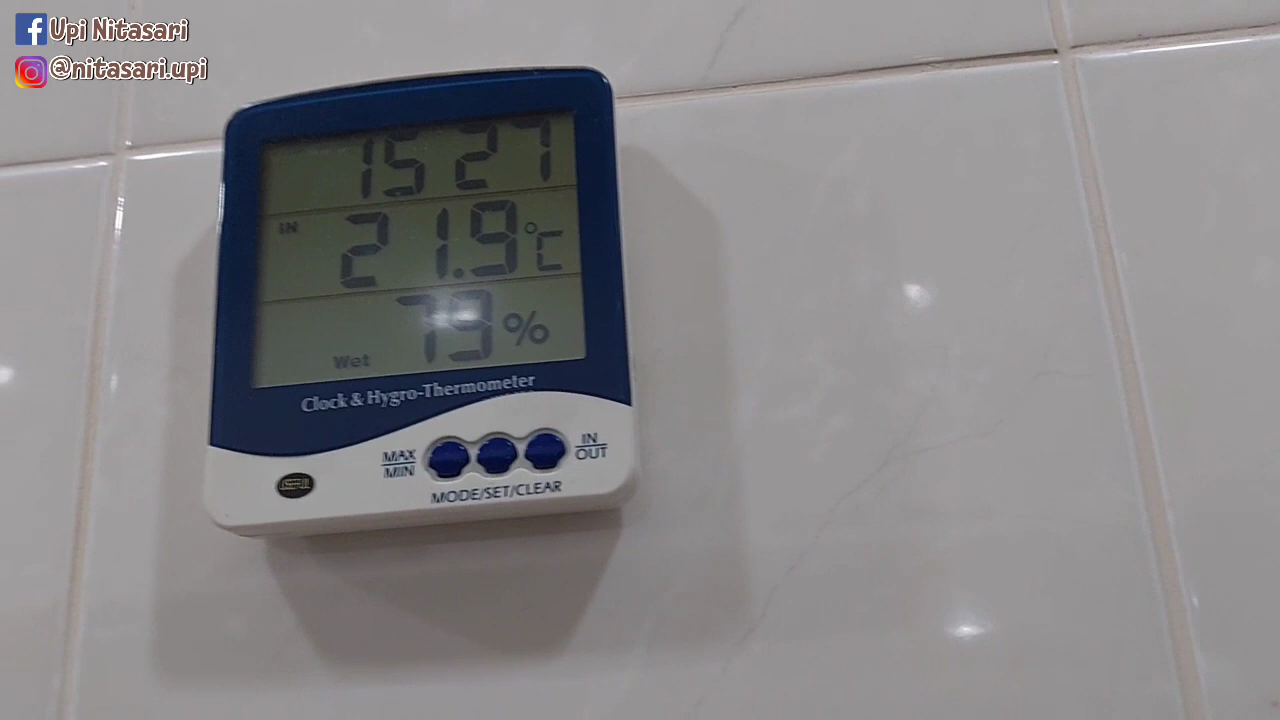 Upi Nitasari
@nitasari.upi
15 27
IN 21.9 °C
Wet 79 %
Clock & Hygro-Thermometer
MAX
MIN
IN
OUT
MODE/SET/CLEAR